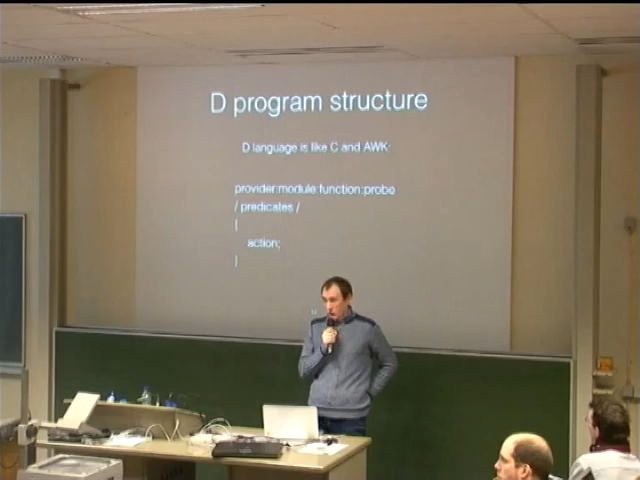 D program structure
D language is like C and AWK:
provider:module:function:probe
/ predicates /
{
action;
}